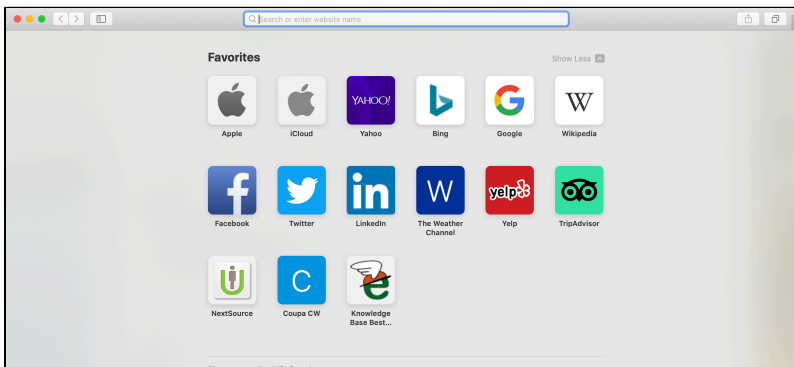 Search or enter website name
Favorites
Show Less
YAHOO!
W
Apple
iCloud
Yahoo
Bing
Google
Wikipedia
f
in
W
yelp
Facebook
Twitter
LinkedIn
The Weather
Channel
Yelp
TripAdvisor
C
NextSource
Coupa CW
Knowledge
Base Best...